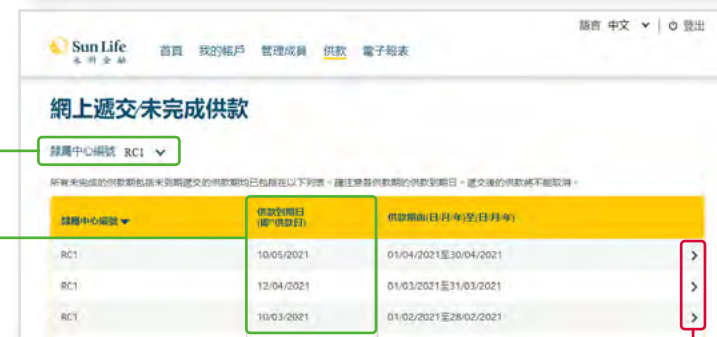 語言 中文 | 登出
Sun Life
永明金融
首頁 我的帳戶 管理成員 供款 電子報表
網上遞交/未完成供款
隸屬中心編號 RC1
所有未完成的供款期包括未到期遞交的供款期均已包括在以下列表。請注意各供款期的供款到期日。遞交後的供款將不能取消。
隸屬中心編號 供款到期日 供款期由(日/月/年)至(日/月/年)
(即"供款日)
RC1 10/05/2021 01/04/2021至30/04/2021
RC1 12/04/2021 01/03/2021至31/03/2021
RC1 10/03/2021 01/02/2021至28/02/2021